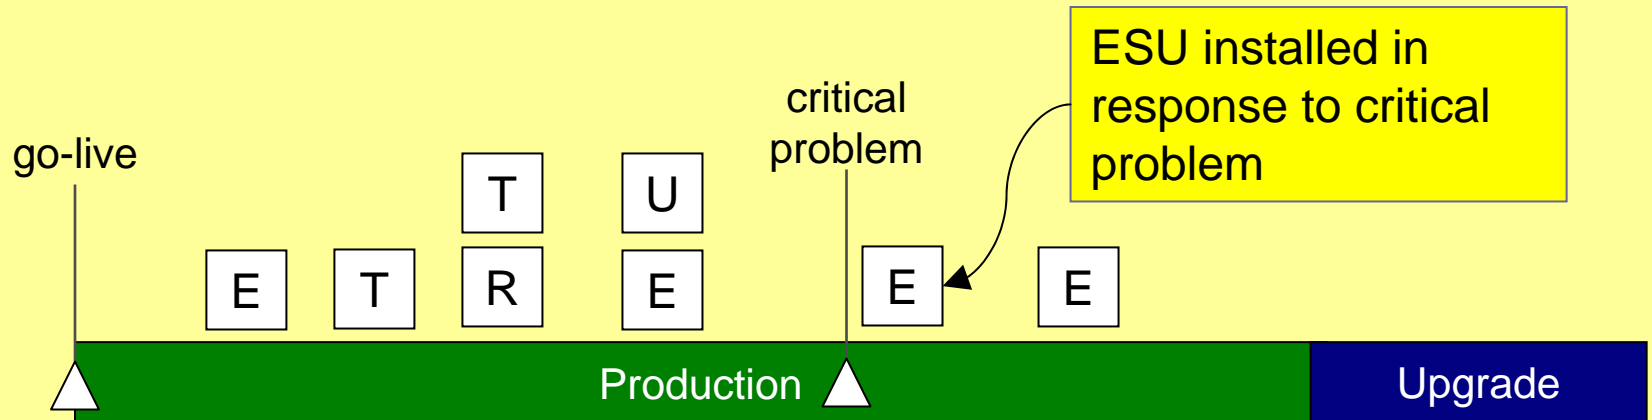 ESU installed in
response to critical
problem
critical
problem
go-live
T U
E T R E E E
Production Upgrade